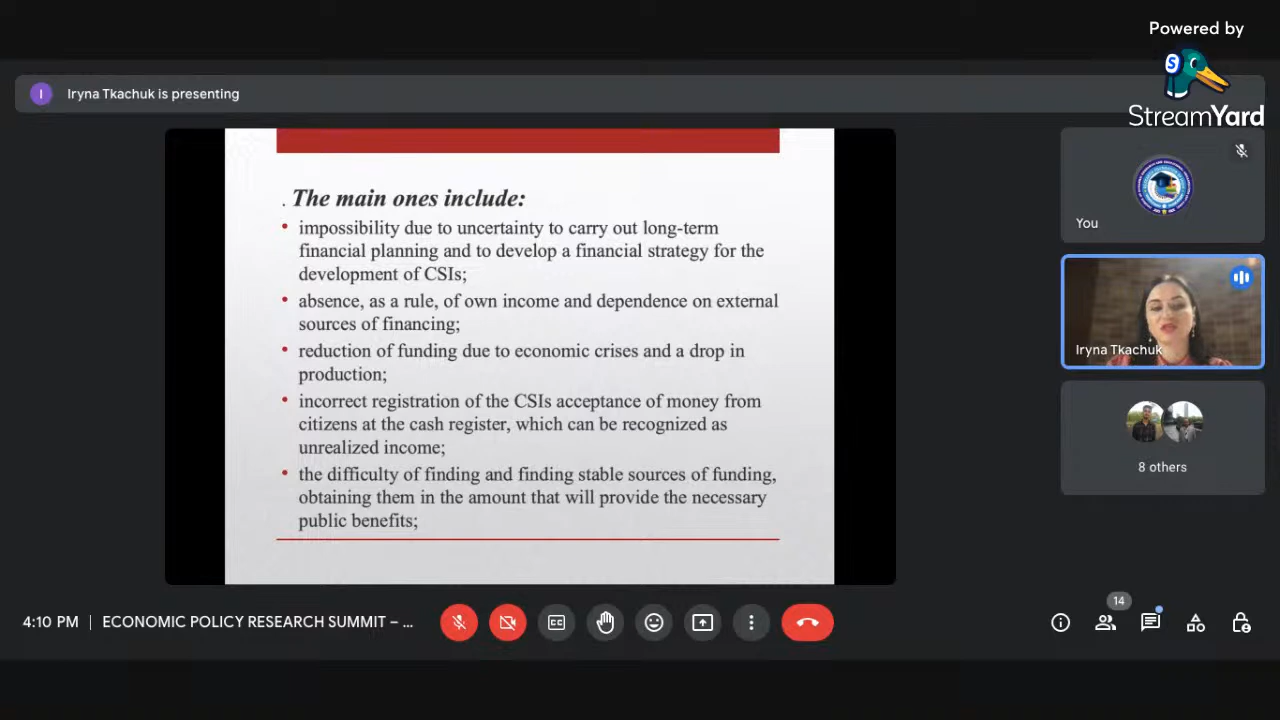 Powered by
StreamYard
I
Iryna Tkachuk is presenting
. The main ones include:
• impossibility due to uncertainty to carry out long-term
financial planning and to develop a financial strategy for the
development of CSIs;
• absence, as a rule, of own income and dependence on external
sources of financing;
• reduction of funding due to economic crises and a drop in
production;
• incorrect registration of the CSIs acceptance of money from
citizens at the cash register, which can be recognized as
unrealized income;
• the difficulty of finding and finding stable sources of funding,
obtaining them in the amount that will provide the necessary
public benefits;
You
Iryna Tkachuk
8 others
4:10 PM
ECONOMIC POLICY RESEARCH SUMMIT – ...
CC
14